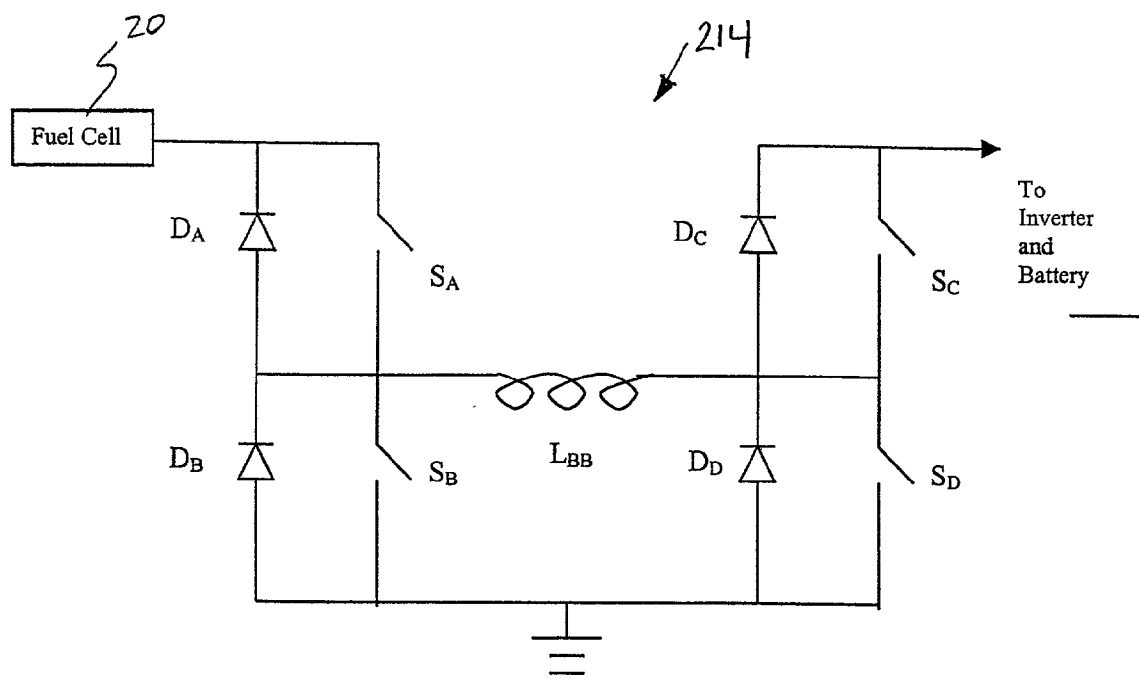 20
214
Fuel Cell
To
Inverter
and
Battery
DA
SA
DC
SC
DB
SB
LBB
DD
SD